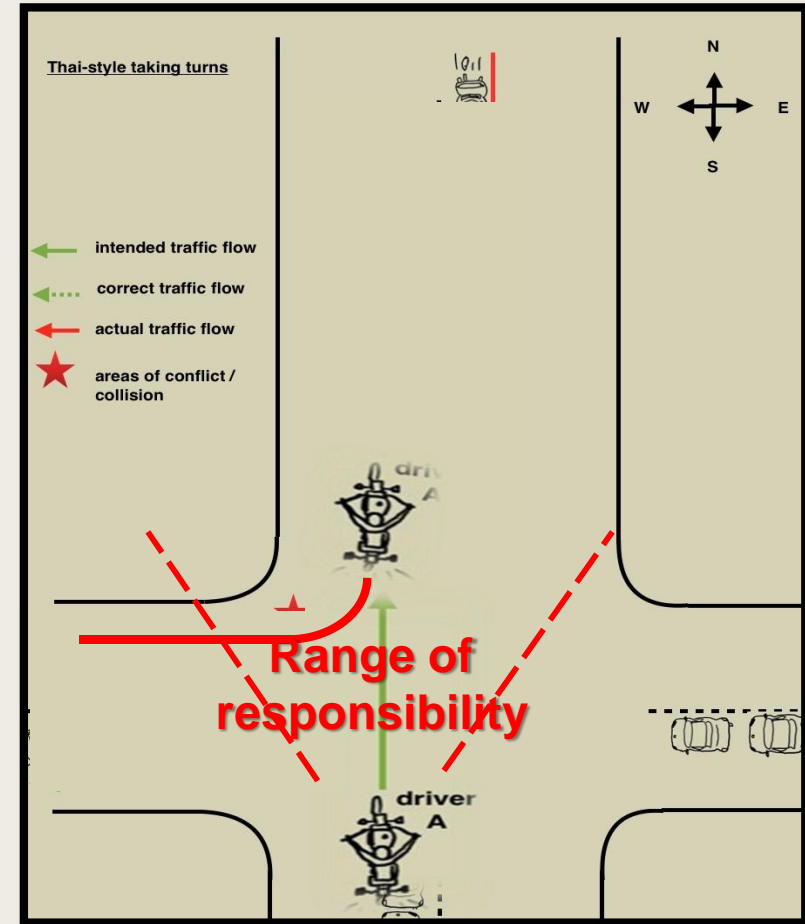 Thai-style taking turns
N
W E
S
intended traffic flow
correct traffic flow
actual traffic flow
areas of conflict /
collision
driv
A
Range of
responsibility
driver
A